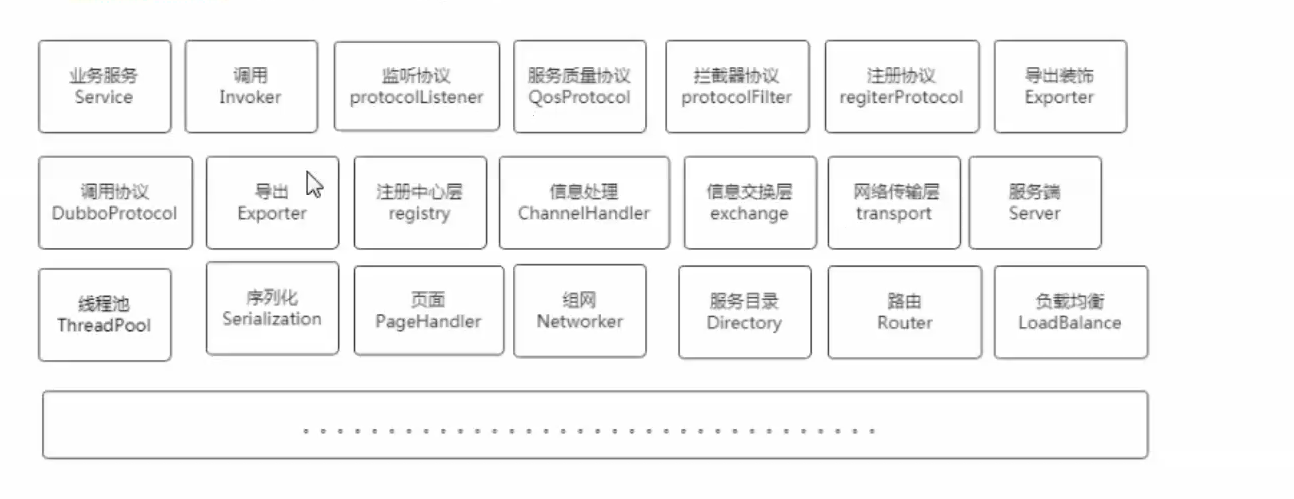 业务服务
Service
调用
Invoker
监听协议
protocolListener
服务质量协议
QosProtocol
拦截器协议
protocolFilter
注册协议
regiterProtocol
导出装饰
Exporter
调用协议
DubboProtocol
导出
Exporter
注册中心层
registry
信息处理
ChannelHandler
信息交换层
exchange
网络传输层
transport
服务端
Server
线程池
ThreadPool
序列化
Serialization
页面
PageHandler
组网
Networker
服务目录
Directory
路由
Router
负载均衡
LoadBalance
。。。。。。。。。。。。。。。。。。。。。。。。。。。。。。。。。。